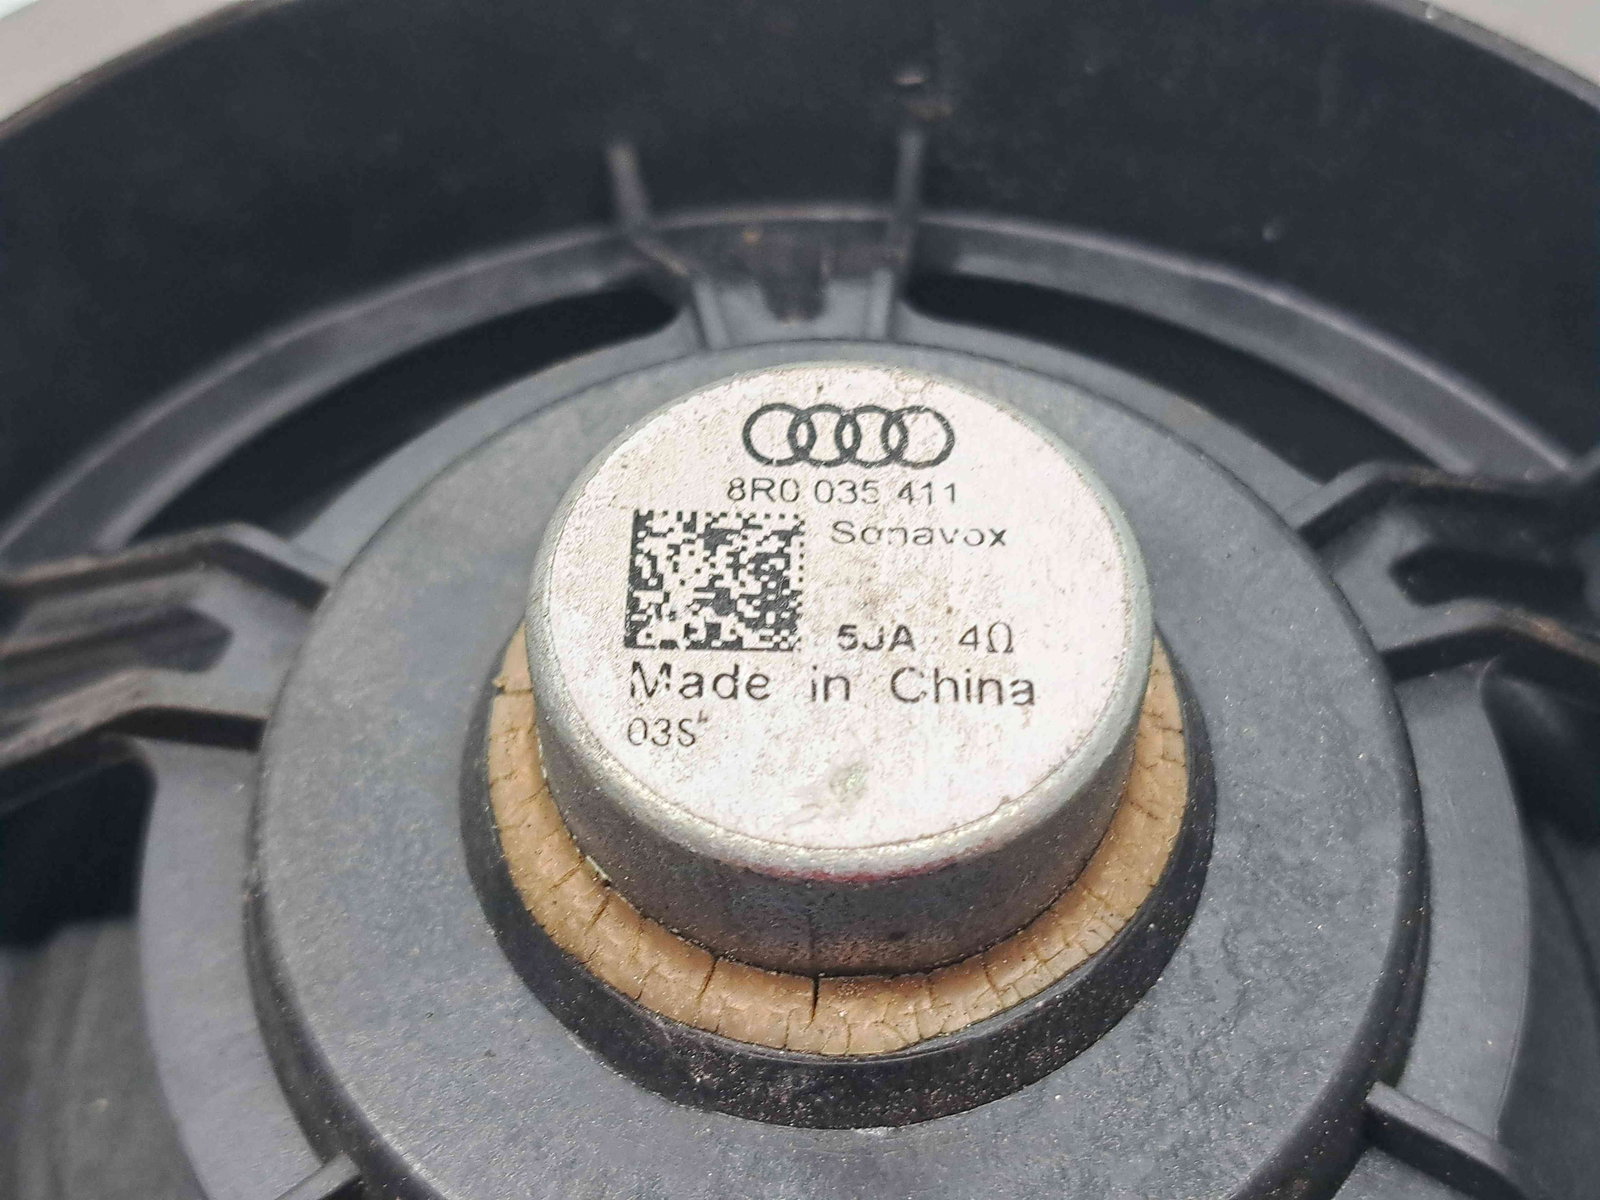 8R0 035 411
Sonavox
5JA 4Ω
Made in China
03S